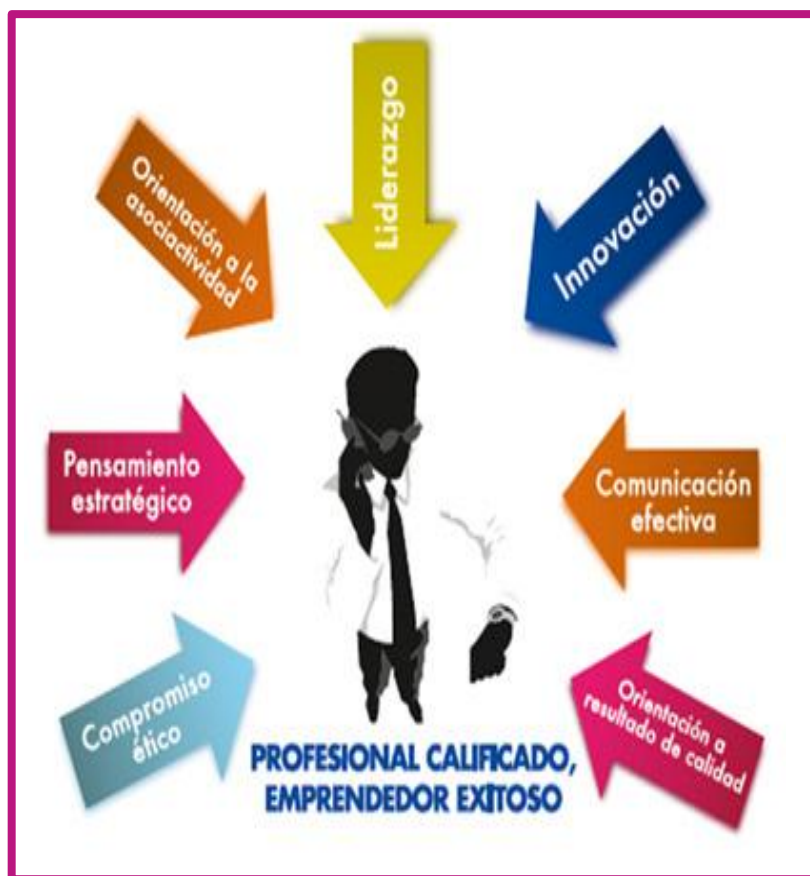 Liderazgo
Orientación a la
asociactividad
Innovación
Pensamiento
estratégico
Comunicación
efectiva
Compromiso
ético
Orientación a
resultado de calidad
PROFESIONAL CALIFICADO,
EMPRENDEDOR EXITOSO